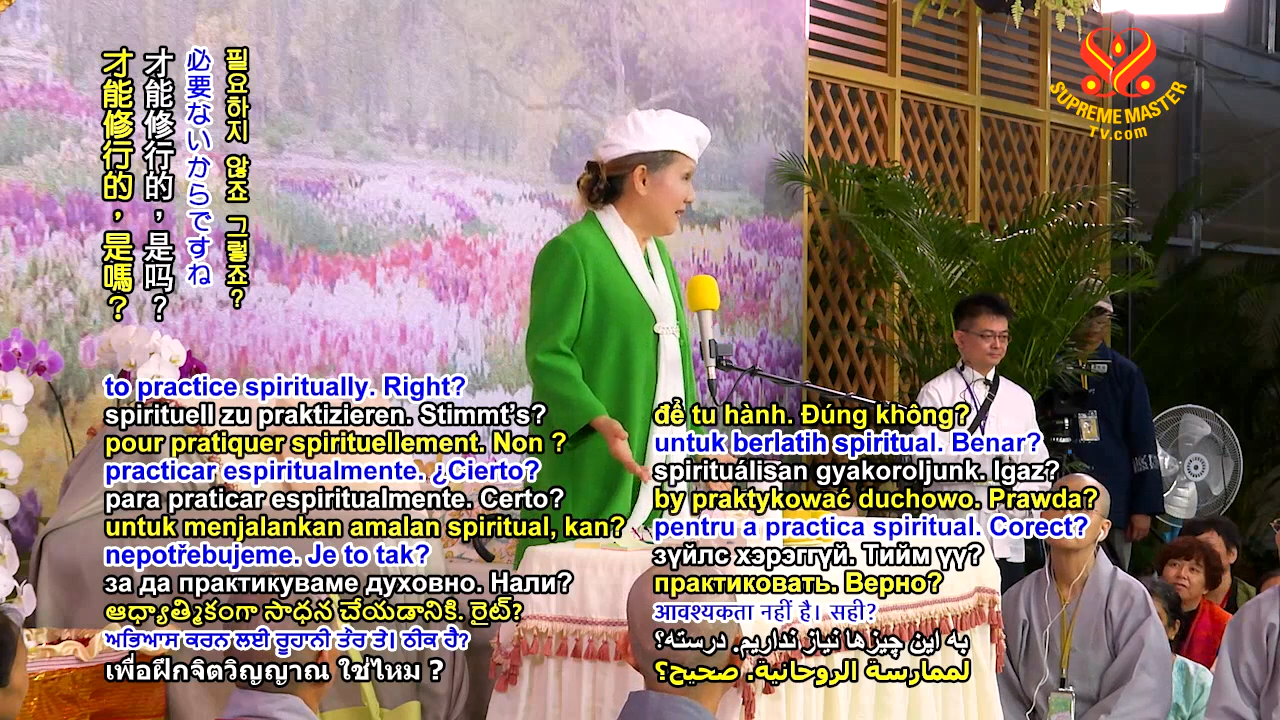 SUPREME MASTER
TV.com
필요하지 않죠 그렇죠?
必要ないからですね
才能修行的，是吗？
才能修行的，是嗎？
to practice spiritually. Right?
spirituell zu praktizieren. Stimmt’s?
pour pratiquer spirituellement. Non ?
practicar espiritualmente. ¿Cierto?
para praticar espiritualmente. Certo?
untuk menjalankan amalan spiritual, kan?
nepotřebujeme. Je to tak?
за да практикуваме духовно. Нали?
ఆధ్యాత్మికంగా సాధన చేయడానికి. రైట్?
ਅਭਿਆਸ ਕਰਨ ਲਈ ਰੂਹਾਨੀ ਤੌਰ ਤੇ। ਠੀਕ ਹੈ?
เพื่อฝึกจิตวิญญาณ ใช่ไหม ?
để tu hành. Đúng không?
untuk berlatih spiritual. Benar?
spirituálisan gyakoroljunk. Igaz?
by praktykować duchowo. Prawda?
pentru a practica spiritual. Corect?
зүйлс хэрэггүй. Тийм үү?
практиковать. Верно?
आवश्यकता नहीं है। सही?
به این چیزها نیاز نداریم. درسته؟
لممارسة الروحانية. صحيح؟